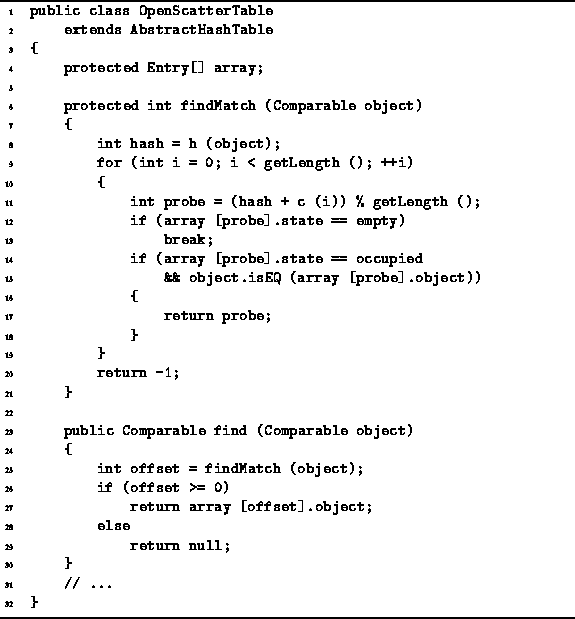 1 public class OpenScatterTable
2     extends AbstractHashTable
3 {
4     protected Entry[] array;
5
6     protected int findMatch (Comparable object)
7     {
8         int hash = h (object);
9         for (int i = 0; i < getLength (); ++i)
10         {
11             int probe = (hash + c (i)) % getLength ();
12             if (array [probe].state == empty)
13                 break;
14             if (array [probe].state == occupied
15                 && object.isEQ (array [probe].object))
16             {
17                 return probe;
18             }
19         }
20         return -1;
21     }
22
23     public Comparable find (Comparable object)
24     {
25         int offset = findMatch (object);
26         if (offset >= 0)
27             return array [offset].object;
28         else
29             return null;
30     }
31     // ...
32 }